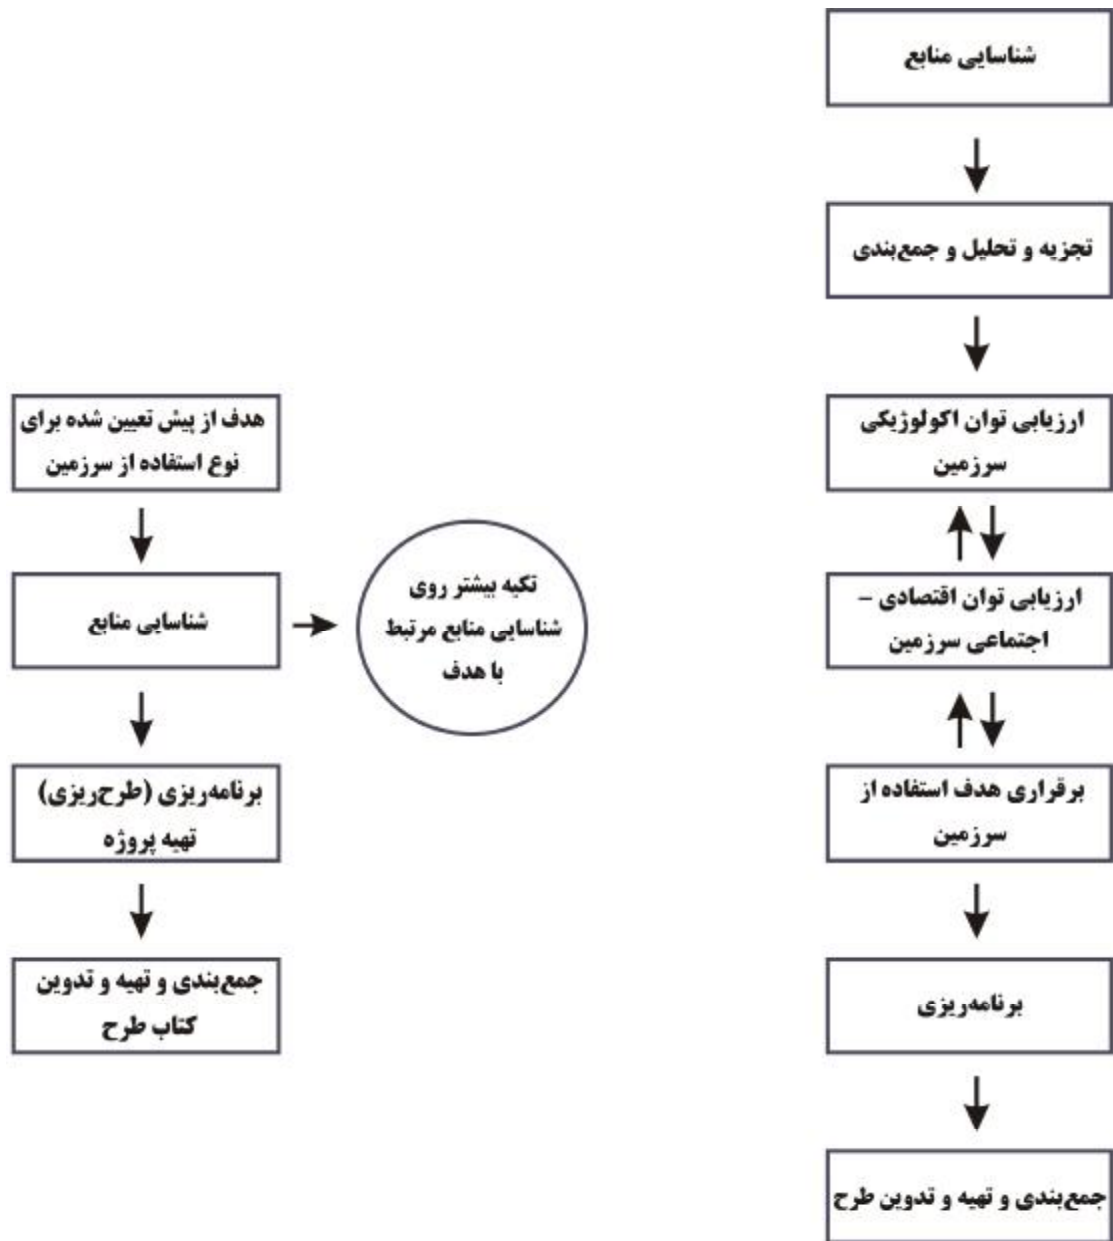 شناسایی منابع
تجزیه و تحلیل و جمع‌بندی
ارزیابی توان اکولوژیکی
سرزمین
ارزیابی توان اقتصادی –
اجتماعی سرزمین
برقراری هدف استفاده از
سرزمین
برنامه‌ریزی
جمع‌بندی و تهیه و تدوین طرح
هدف از پیش تعیین شده برای
نوع استفاده از سرزمین
شناسایی منابع
تکیه بیشتر روی
شناسایی منابع مرتبط
با هدف
برنامه‌ریزی (طرح‌ریزی)
تهیه پروژه
جمع‌بندی و تهیه و تدوین
کتاب طرح